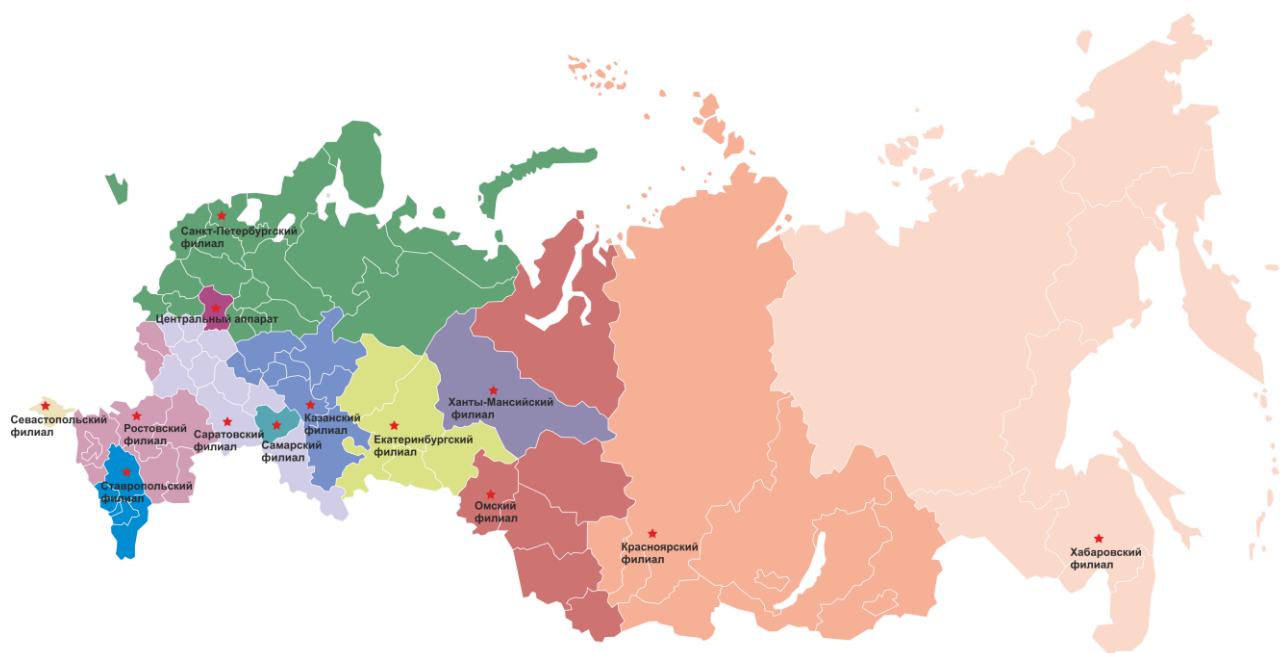 Санкт-Петербургский
филиал
Центральный аппарат
Севастопольский
филиал
Ростовский
филиал
Саратовский
филиал
Самарский
филиал
Казанский
филиал
Екатеринбургский
филиал
Ханты-Мансийский
филиал
Ставропольский
филиал
Омский
филиал
Красноярский
филиал
Хабаровский
филиал